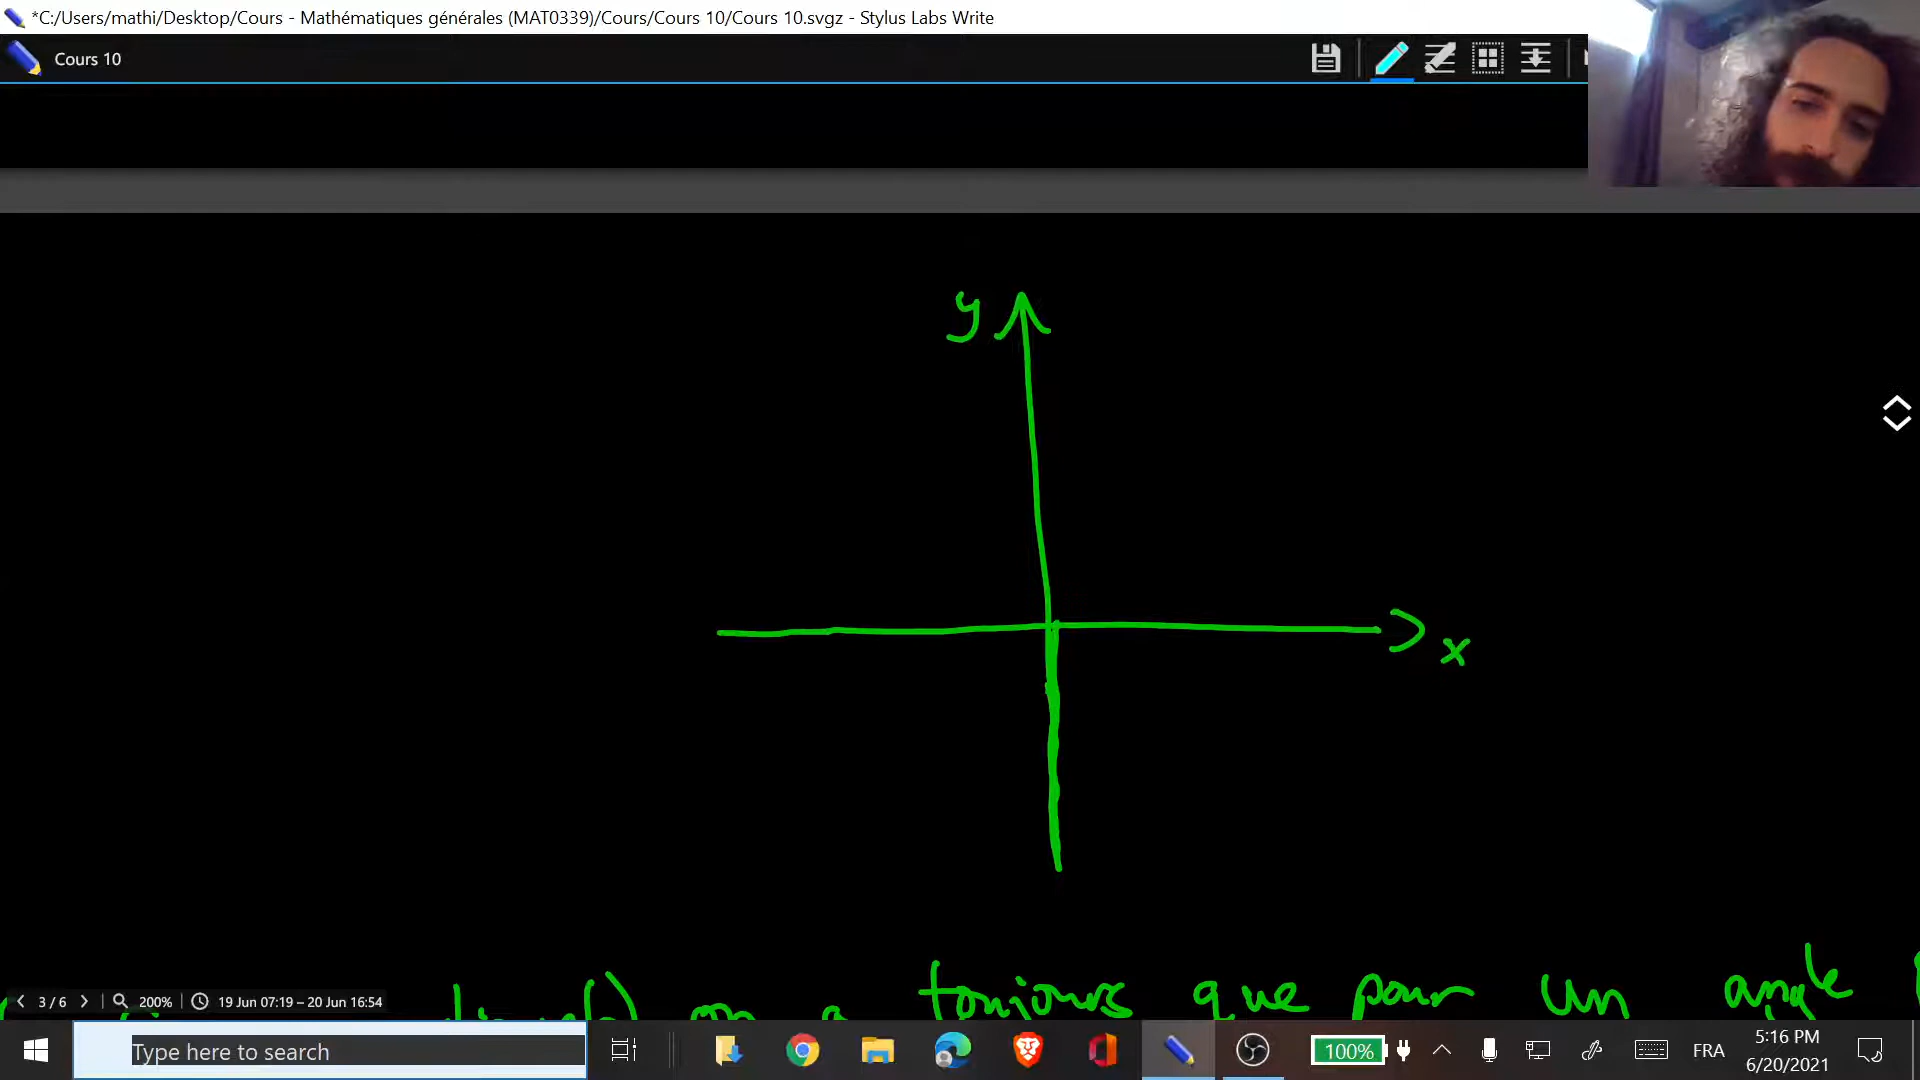 *C:/Users/mathi/Desktop/Cours - Mathématiques générales (MAT0339)/Cours/Cours 10/Cours 10.svgz - Stylus Labs Write
Cours 10
y
x
on a toujours que pour un angle
3 / 6 200% 19 Jun 07:19 – 20 Jun 16:54
Type here to search
100% FRA 5:16 PM
6/20/2021